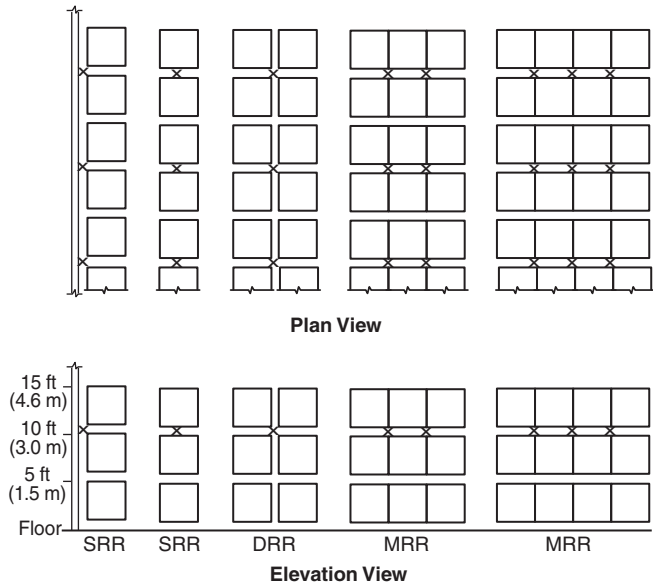 Plan View
15 ft
(4.6 m)
10 ft
(3.0 m)
5 ft
(1.5 m)
Floor
SRR SRR DRR MRR MRR
Elevation View